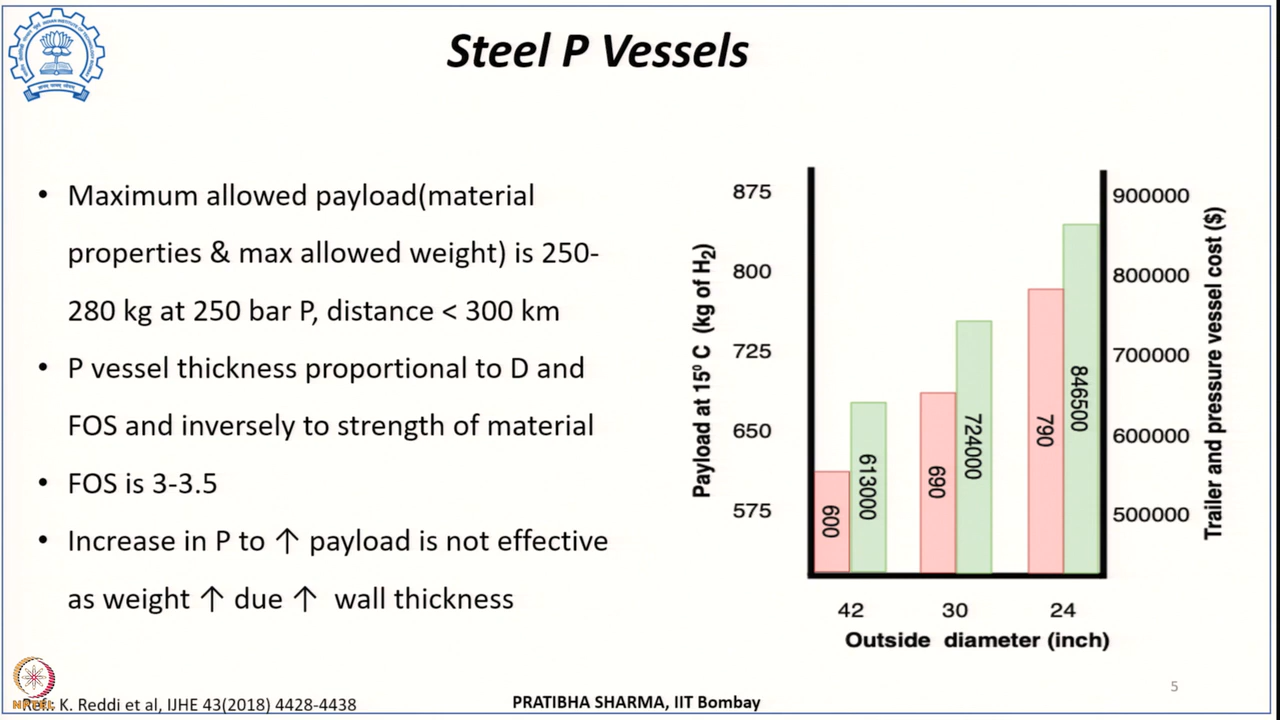 Steel P Vessels
• Maximum allowed payload(material
properties & max allowed weight) is 250-
280 kg at 250 bar P, distance < 300 km
• P vessel thickness proportional to D and
FOS and inversely to strength of material
• FOS is 3-3.5
• Increase in P to ↑ payload is not effective
as weight ↑ due ↑ wall thickness
Payload at 15⁰ C (kg of H₂)
875
800
725
650
575
600
613000
690
724000
790
846500
900000
800000
700000
600000
500000
Trailer and pressure vessel cost ($)
42 30 24
Outside diameter (inch)
5
K. Reddi et al, IJHE 43(2018) 4428-4438
PRATIBHA SHARMA, IIT Bombay